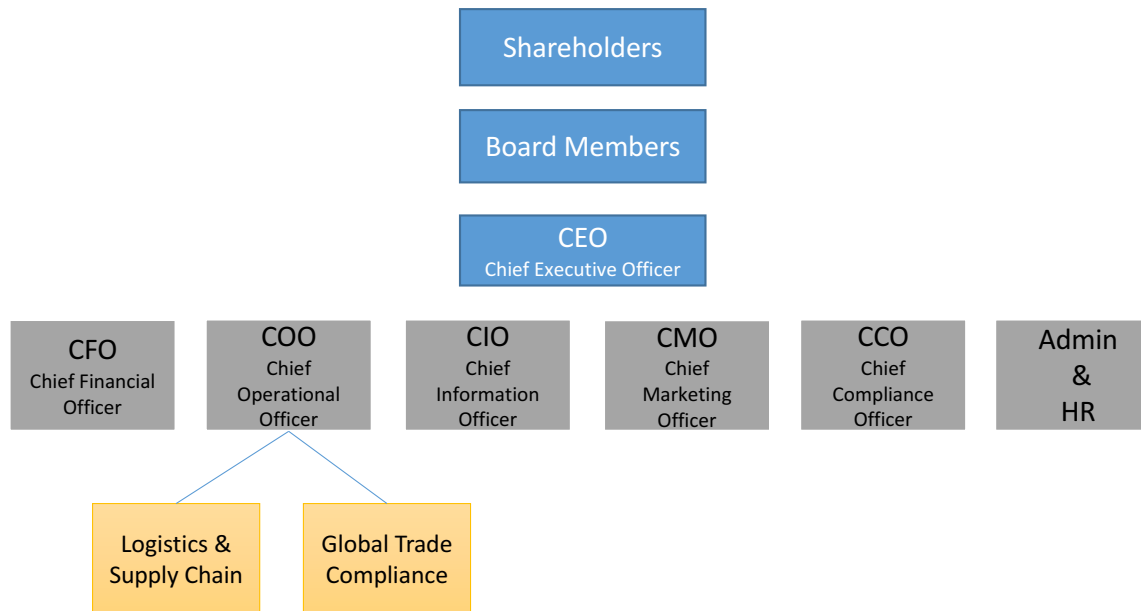 Shareholders
Board Members
CEO
Chief Executive Officer
CFO
Chief Financial
Officer
COO
Chief
Operational
Officer
CIO
Chief
Information
Officer
CMO
Chief
Marketing
Officer
CCO
Chief
Compliance
Officer
Admin
&
HR
Logistics &
Supply Chain
Global Trade
Compliance